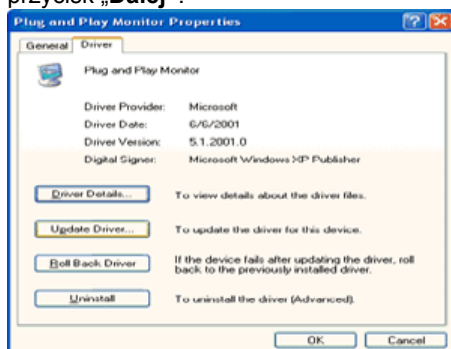 przycisk „Dalej”.
Plug and Play Monitor Properties
General Driver
Plug and Play Monitor
Driver Provider: Microsoft
Driver Date: 6/6/2001
Driver Version: 5.1.2001.0
Digital Signer: Microsoft Windows XP Publisher
Driver Details... To view details about the driver files.
Update Driver... To update the driver for this device.
Roll Back Driver If the device fails after updating the driver, roll
back to the previously installed driver.
Uninstall To uninstall the driver (Advanced).
OK Cancel